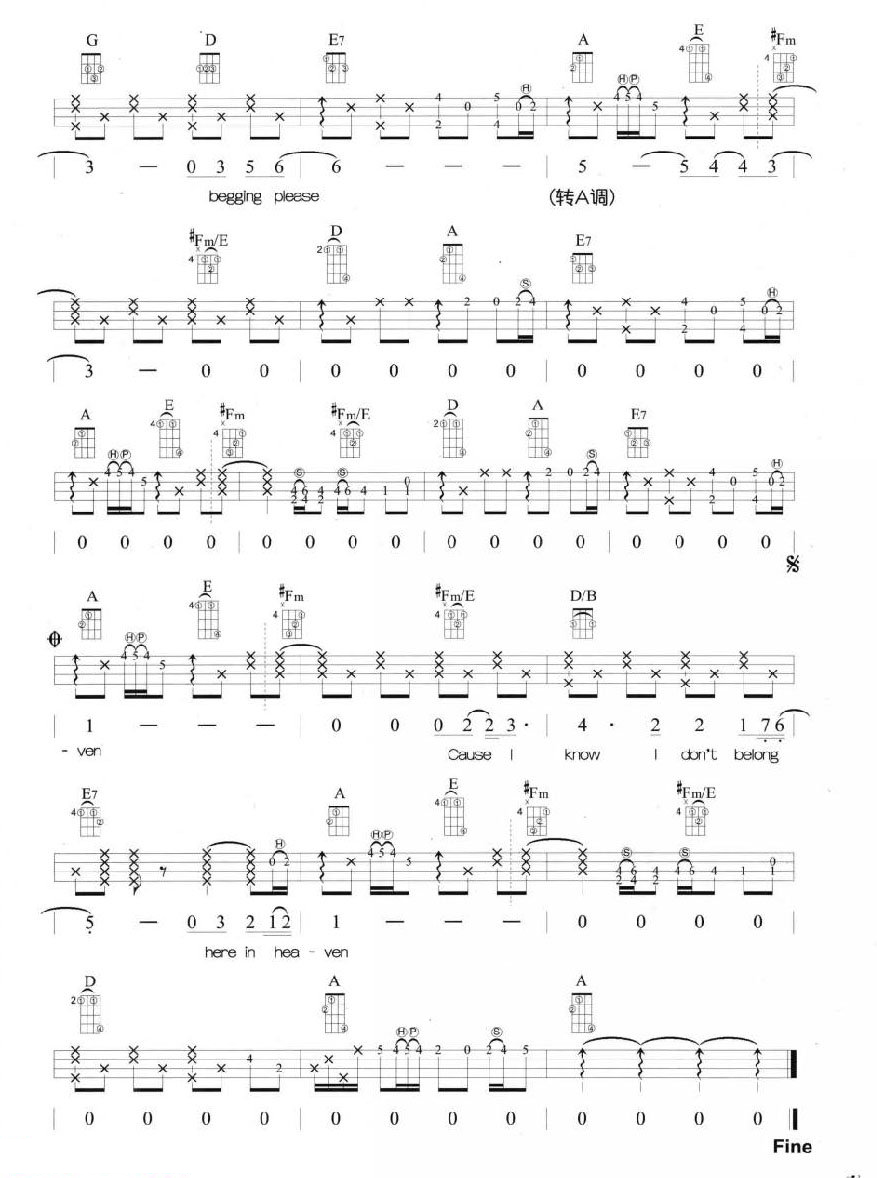 G D E7 A E #Fm
3 — 0 3 5 6 6 — — — 5 — 5 4 4 3
begging please (转A调)
#Fm/E D A E7
3 — 0 0 0 0 0 0 0 0 0 0
A E #Fm #Fm/E D A E7
0 0 0 0 0 0 0 0 0 0 0 0 0 0 0 0
A E #Fm #Fm/E D/B
1 — — — 0 0 0 2 2 3· 4· 2 2 1 7 6
- ven Cause I know I don't belong
E7 A E #Fm #Fm/E
5 — — 0 3 2 1 2 1 — — — 0 0 0 0
here in hea - ven
D A A
0 0 0 0 0 0 0 0 0 0 0 0
Fine